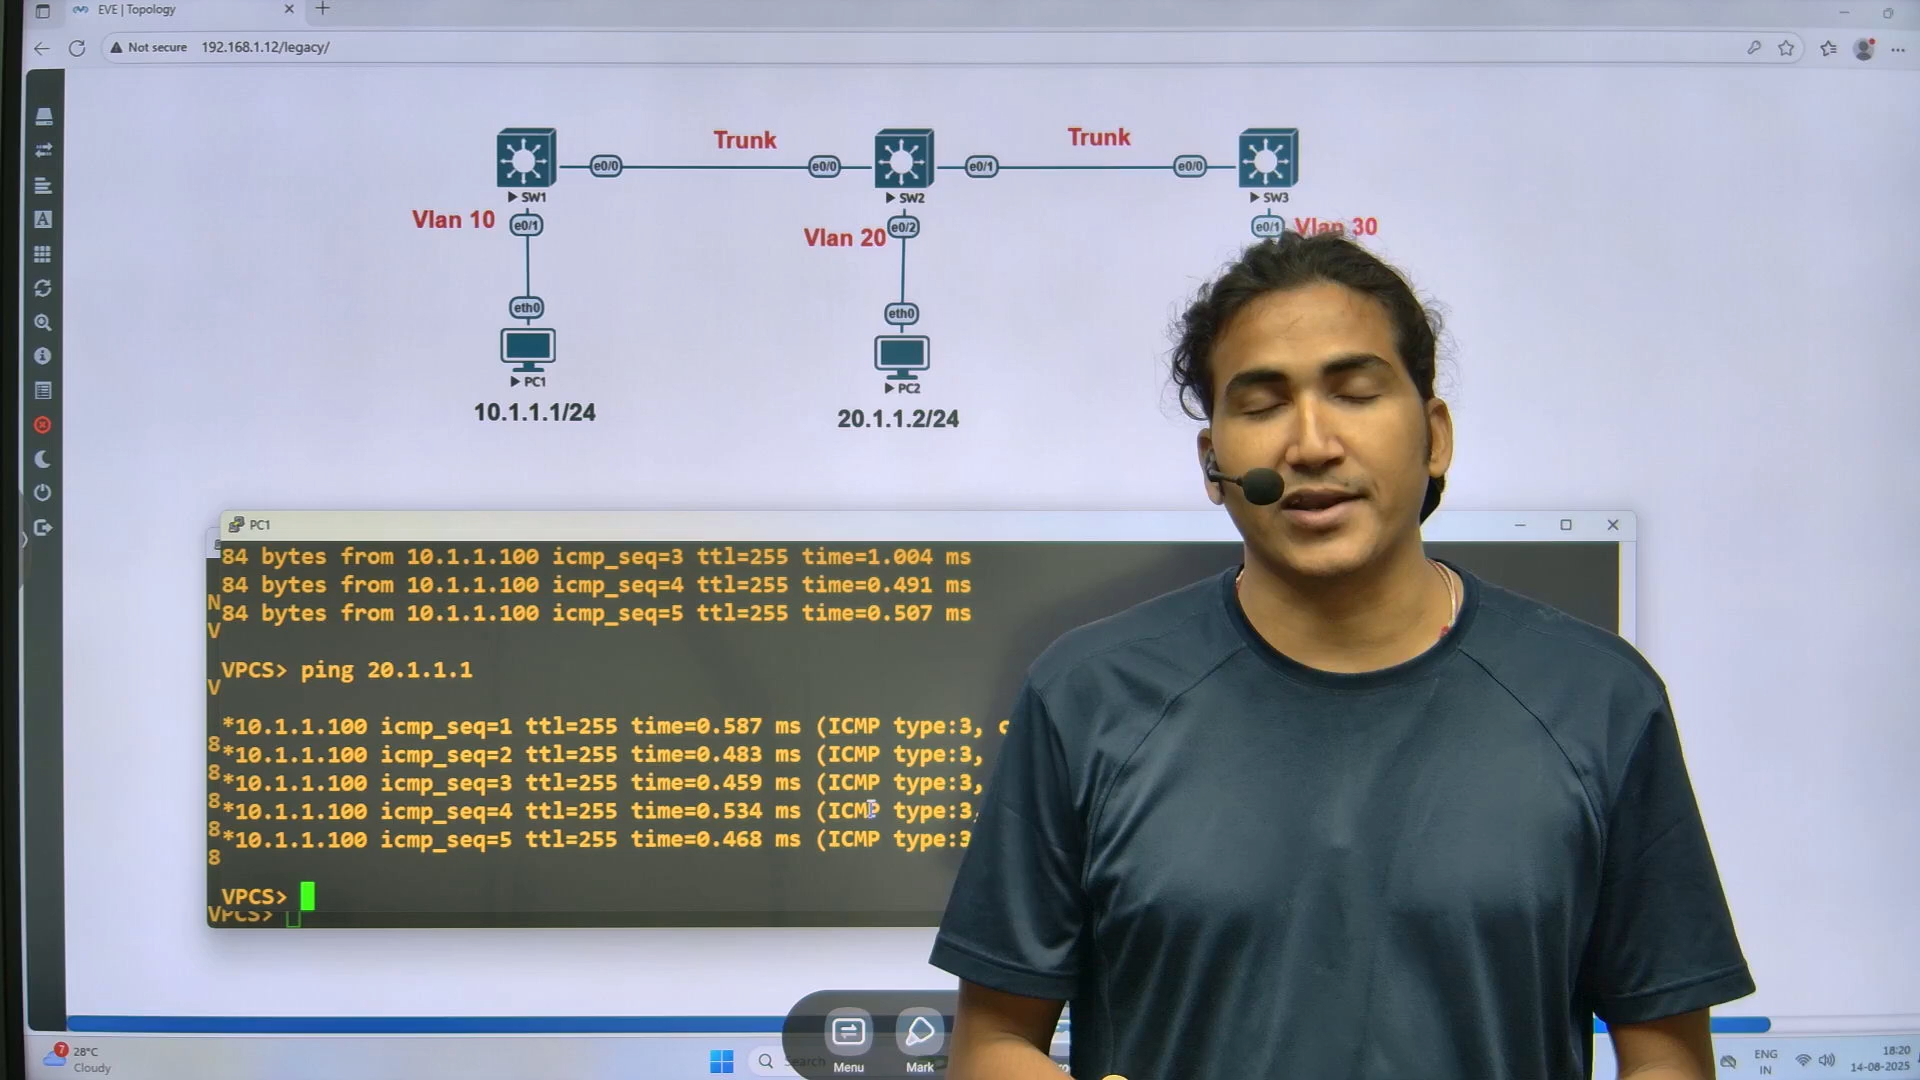 EVE | Topology
Not secure 192.168.1.12/legacy/
Trunk
Trunk
e0/0
e0/0
e0/1
e0/0
SW1
SW2
SW3
Vlan 10
e0/1
Vlan 20
e0/2
e0/1
Vlan 30
eth0
eth0
PC1
PC2
10.1.1.1/24
20.1.1.2/24
PC1
84 bytes from 10.1.1.100 icmp_seq=3 ttl=255 time=1.004 ms
84 bytes from 10.1.1.100 icmp_seq=4 ttl=255 time=0.491 ms
84 bytes from 10.1.1.100 icmp_seq=5 ttl=255 time=0.507 ms
VPCS> ping 20.1.1.1
*10.1.1.100 icmp_seq=1 ttl=255 time=0.587 ms (ICMP type:3, c
*10.1.1.100 icmp_seq=2 ttl=255 time=0.483 ms (ICMP type:3,
*10.1.1.100 icmp_seq=3 ttl=255 time=0.459 ms (ICMP type:3,
*10.1.1.100 icmp_seq=4 ttl=255 time=0.534 ms (ICMP type:3,
*10.1.1.100 icmp_seq=5 ttl=255 time=0.468 ms (ICMP type:3
VPCS>
VPCS>
7
28°C
Cloudy
Search
Menu
Mark
ENG
IN
18:20
14-08-2025